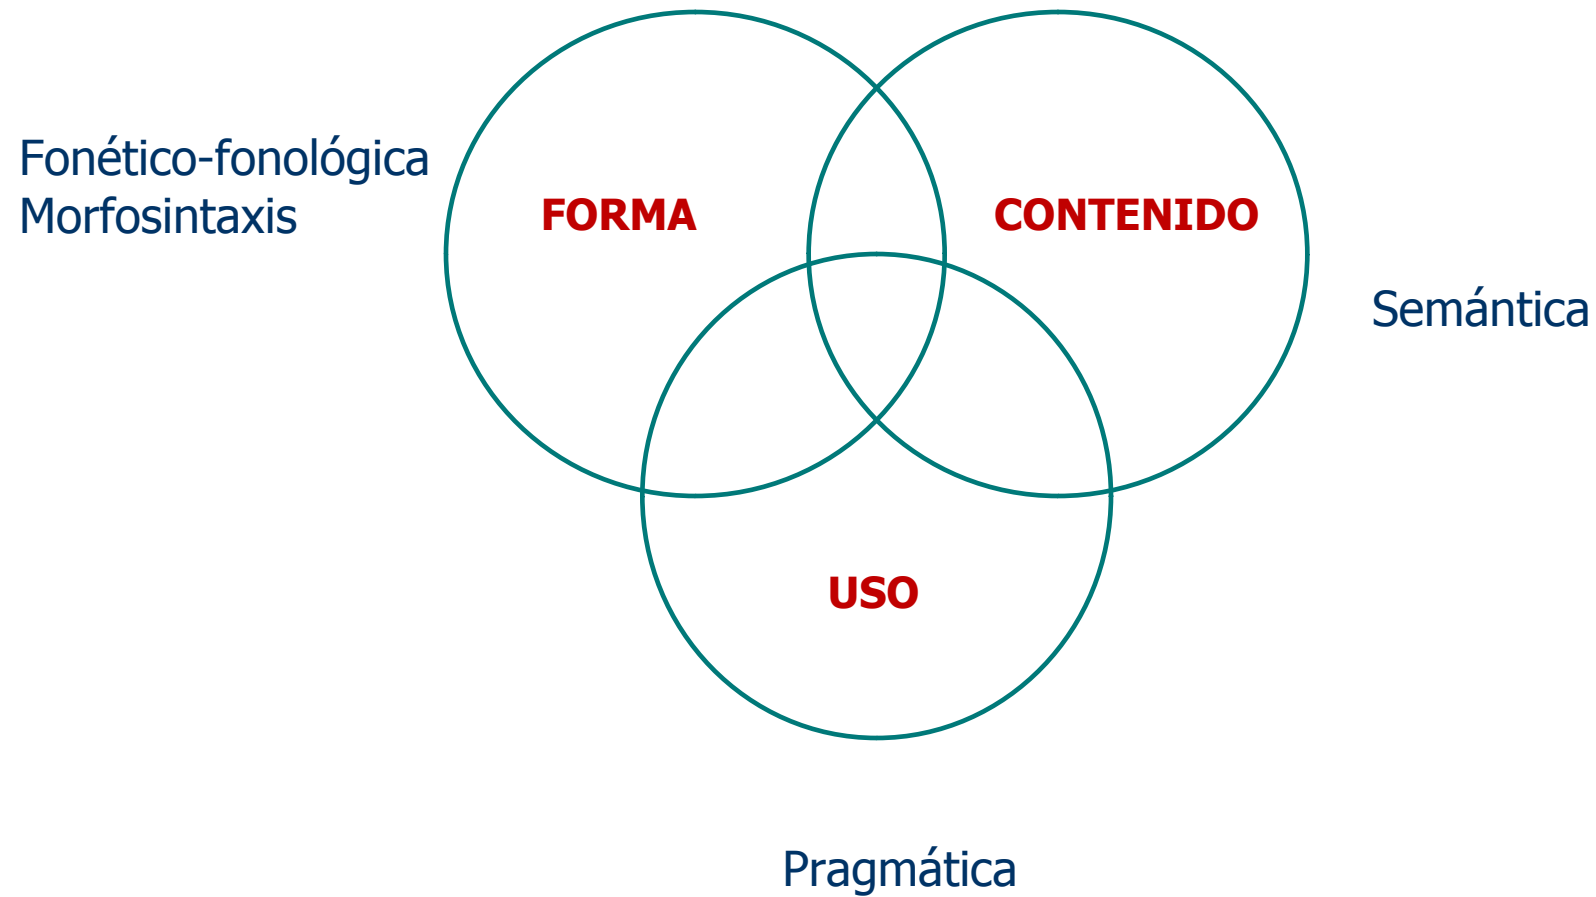 Fonético-fonológica
Morfosintaxis
FORMA
CONTENIDO
Semántica
USO
Pragmática